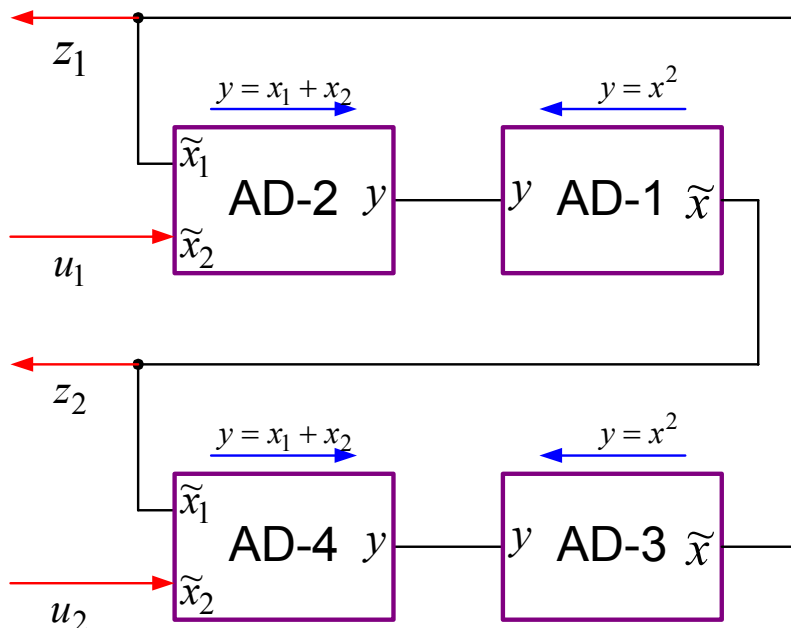 z₁
y = x₁ + x₂
y = x²
x̃₁
AD-2
y
y
AD-1
x̃
x̃₂
u₁
z₂
y = x₁ + x₂
y = x²
x̃₁
AD-4
y
y
AD-3
x̃
x̃₂
u₂